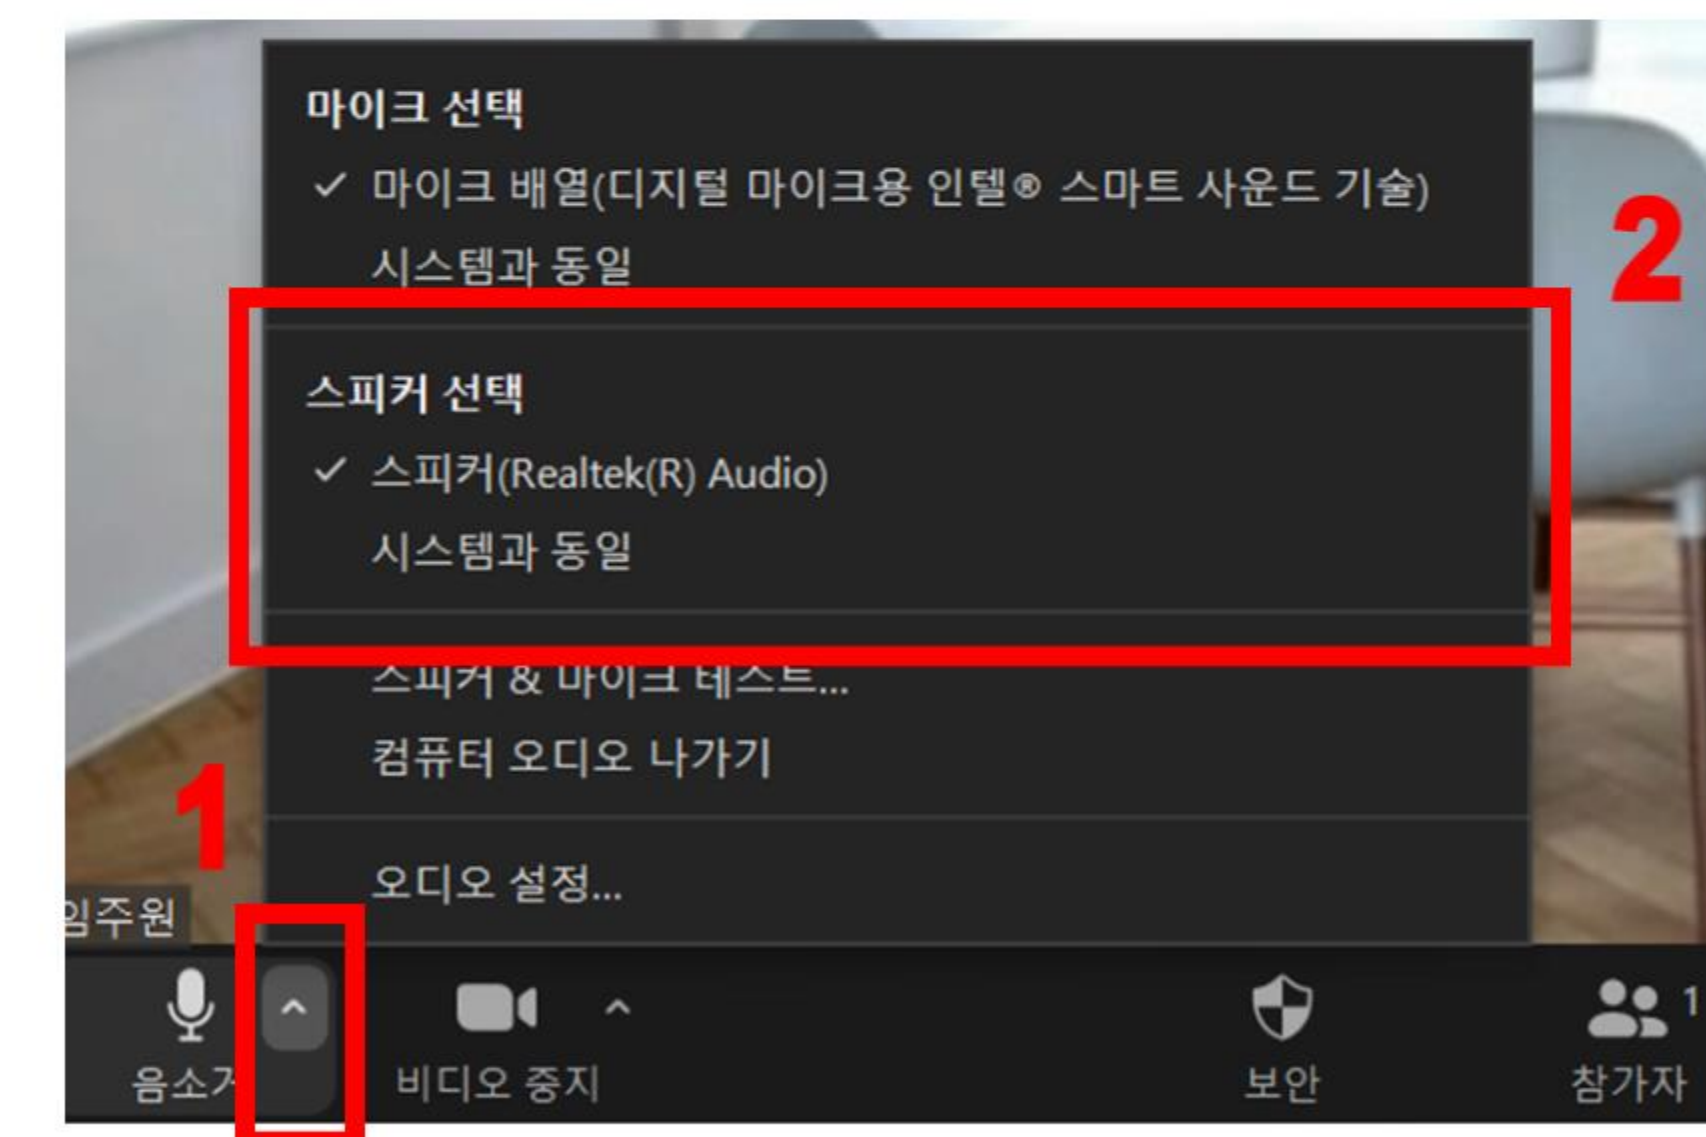 마이크 선택
마이크 배열(디지털 마이크용 인텔® 스마트 사운드 기술)
시스템과 동일
2
스피커 선택
스피커(Realtek(R) Audio)
시스템과 동일
스피커 & 마이크 테스트...
컴퓨터 오디오 나가기
1
오디오 설정...
임주원
1
음소거 비디오 중지 보안 참가자